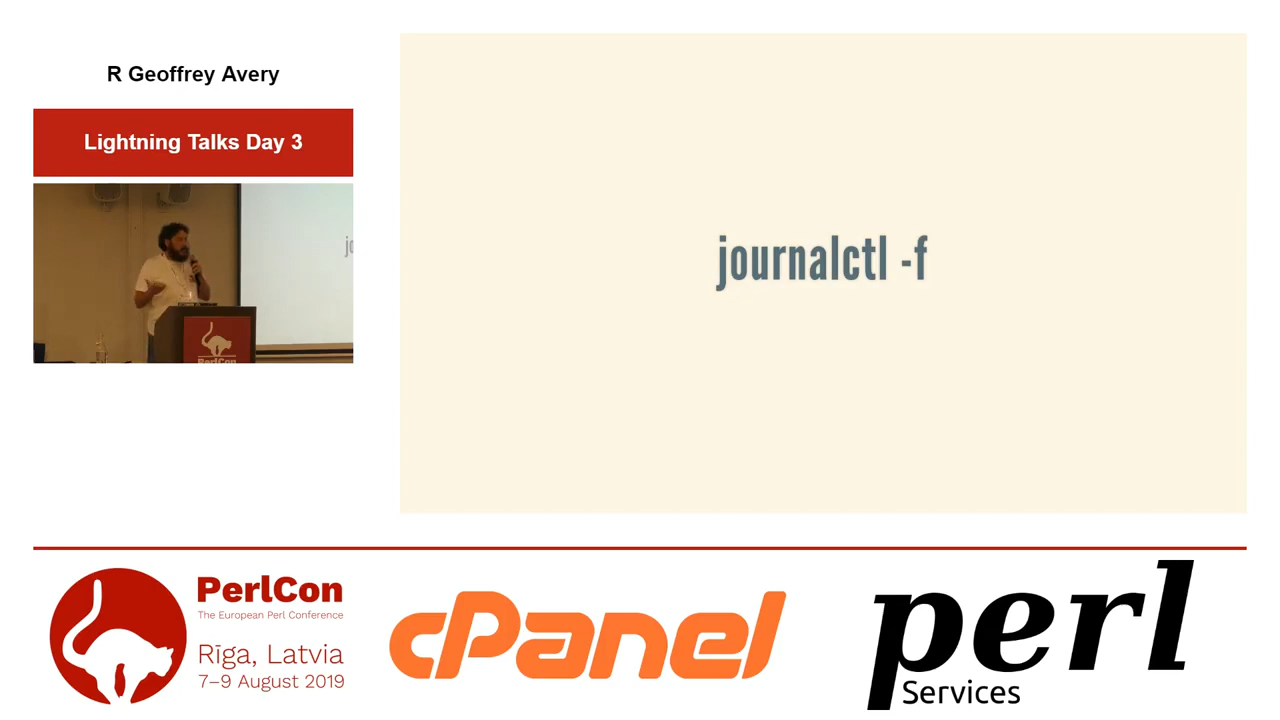 R Geoffrey Avery
Lightning Talks Day 3
journalctl -f
PerlCon
PerlCon
The European Perl Conference
Rīga, Latvia
7–9 August 2019
cPanel
perl
Services